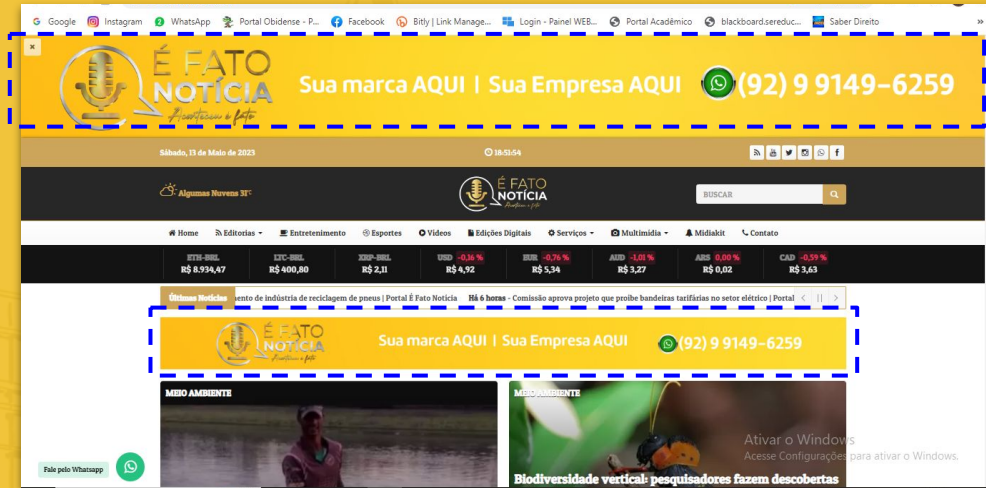 Google Instagram WhatsApp Portal Obidense - P... Facebook Bitly | Link Manage... Login - Painel WEB... Portal Acadêmico blackboard.sereduc... Saber Direito »
×
É FATO
NOTÍCIA
Aconteceu é fato
Sua marca AQUI | Sua Empresa AQUI (92) 9 9149-6259
Sábado, 13 de Maio de 2023 18:51:54
Algumas Nuvens 31°C
É FATO
NOTÍCIA
Aconteceu é fato
BUSCAR
Home Editorias Entretenimento Esportes Vídeos Edições Digitais Serviços Multimídia Midiakit Contato
ETH-BRL LTC-BRL XRP-BRL USD -0,16 % EUR -0,76 % AUD -1,01 % ARS 0,00 % CAD -0,59 %
R$ 8.934,47 R$ 400,80 R$ 2,11 R$ 4,92 R$ 5,34 R$ 3,27 R$ 0,02 R$ 3,63
Últimas Notícias ento de indústria de reciclagem de pneus | Portal É Fato Notícia Há 6 horas - Comissão aprova projeto que proíbe bandeiras tarifárias no setor elétrico | Portal
É FATO
NOTÍCIA
Aconteceu é fato
Sua marca AQUI | Sua Empresa AQUI (92) 9 9149-6259
MEIO AMBIENTE MEIO AMBIENTE
Ativar o Windows
Acesse Configurações para ativar o Windows.
Fale pelo Whatsapp
Biodiversidade vertical: pesquisadores fazem descobertas